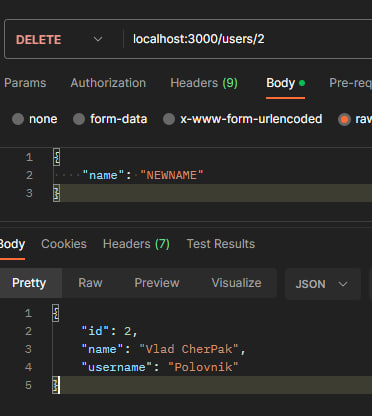 DELETE localhost:3000/users/2
Params Authorization Headers (9) Body Pre-req
none form-data x-www-form-urlencoded raw
1 {
2 "name": "NEWNAME"
3 }
Body Cookies Headers (7) Test Results
Pretty Raw Preview Visualize JSON
1 {
2 "id": 2,
3 "name": "Vlad CherPak",
4 "username": "Polovnik"
5 }